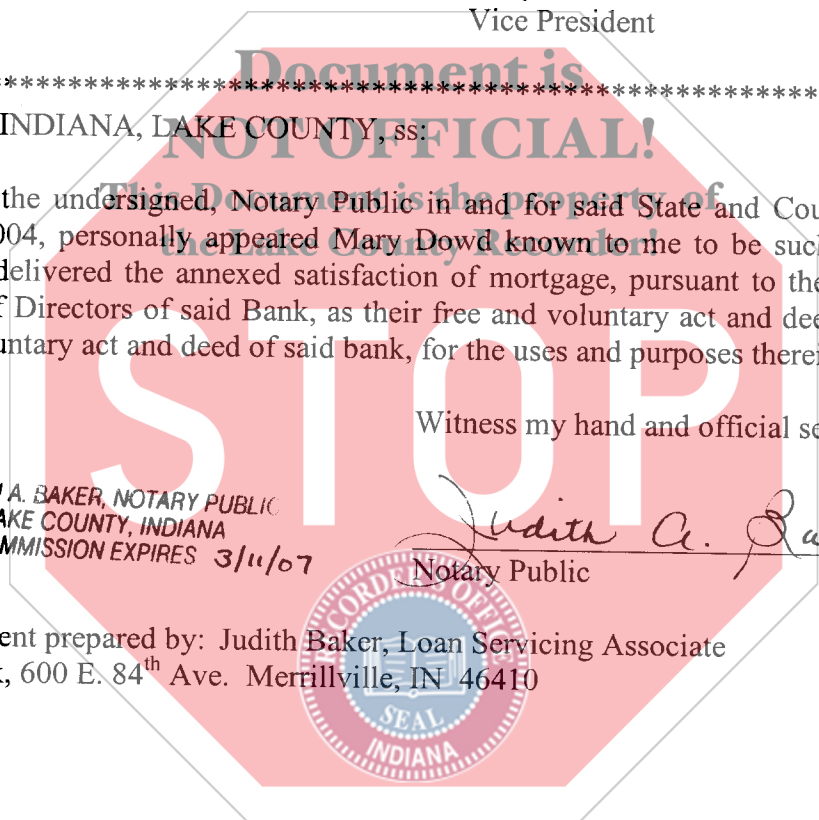 Vice President
Document is
********************************************************
INDIANA, LAKE COUNTY, ss:
NOT OFFICIAL!
the undersigned, Notary Public in and for said State and Cou
This Document is the property of
004, personally appeared Mary Dowd known to me to be such
the Lake County Recorder!
delivered the annexed satisfaction of mortgage, pursuant to the
f Directors of said Bank, as their free and voluntary act and dee
untary act and deed of said bank, for the uses and purposes therei
STOP
Witness my hand and official se
A. BAKER, NOTARY PUBLIC
AKE COUNTY, INDIANA
MMISSION EXPIRES 3/11/07
Judith A. Ba
Notary Public
RECORDER'S OFFICE
ent prepared by: Judith Baker, Loan Servicing Associate
k, 600 E. 84th Ave. Merrillville, IN 46410
SEAL
INDIANA